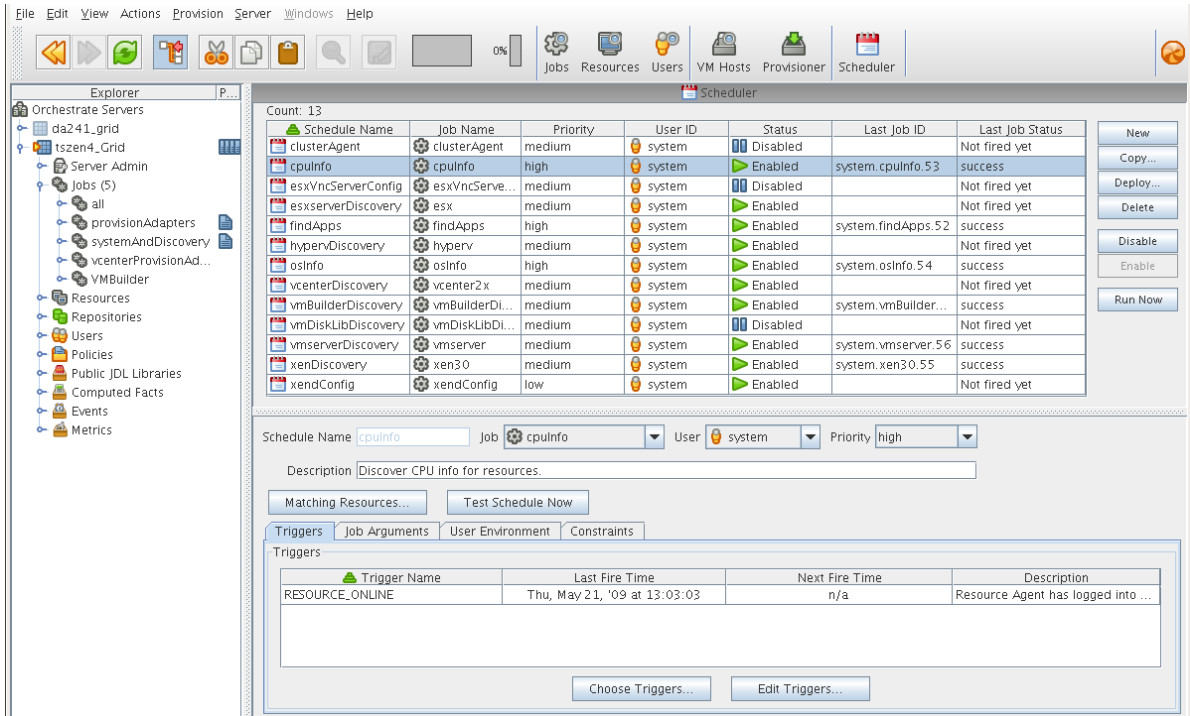 File Edit View Actions Provision Server Windows Help
0%
Jobs Resources Users VM Hosts Provisioner Scheduler
Explorer P...
Orchestrate Servers
da241_grid
tszen4_Grid
Server Admin
Jobs (5)
all
provisionAdapters
systemAndDiscovery
vcenterProvisionAd...
VMBuilder
Resources
Repositories
Users
Policies
Public JDL Libraries
Computed Facts
Events
Metrics
Scheduler
Count: 13
Schedule Name Job Name Priority User ID Status Last Job ID Last Job Status
clusterAgent clusterAgent medium system Disabled Not fired yet
cpuInfo cpuInfo high system Enabled system.cpuInfo.53 success
esxVncServerConfig esxVncServe... medium system Disabled Not fired yet
esxserverDiscovery esx medium system Enabled Not fired yet
findApps findApps high system Enabled system.findApps.52 success
hypervDiscovery hyperv medium system Enabled Not fired yet
osInfo osInfo high system Enabled system.osInfo.54 success
vcenterDiscovery vcenter2x medium system Enabled Not fired yet
vmBuilderDiscovery vmBuilderDi... medium system Enabled system.vmBuilder... success
vmDiskLibDiscovery vmDiskLibDi... medium system Disabled Not fired yet
vmserverDiscovery vmserver medium system Enabled system.vmserver.56 success
xenDiscovery xen30 medium system Enabled system.xen30.55 success
xendConfig xendConfig low system Enabled Not fired yet
New
Copy...
Deploy...
Delete
Disable
Enable
Run Now
Schedule Name cpuInfo Job cpuInfo User system Priority high
Description Discover CPU info for resources.
Matching Resources... Test Schedule Now
Triggers Job Arguments User Environment Constraints
Triggers
Trigger Name Last Fire Time Next Fire Time Description
RESOURCE_ONLINE Thu, May 21, '09 at 13:03:03 n/a Resource Agent has logged into ...
Choose Triggers... Edit Triggers...